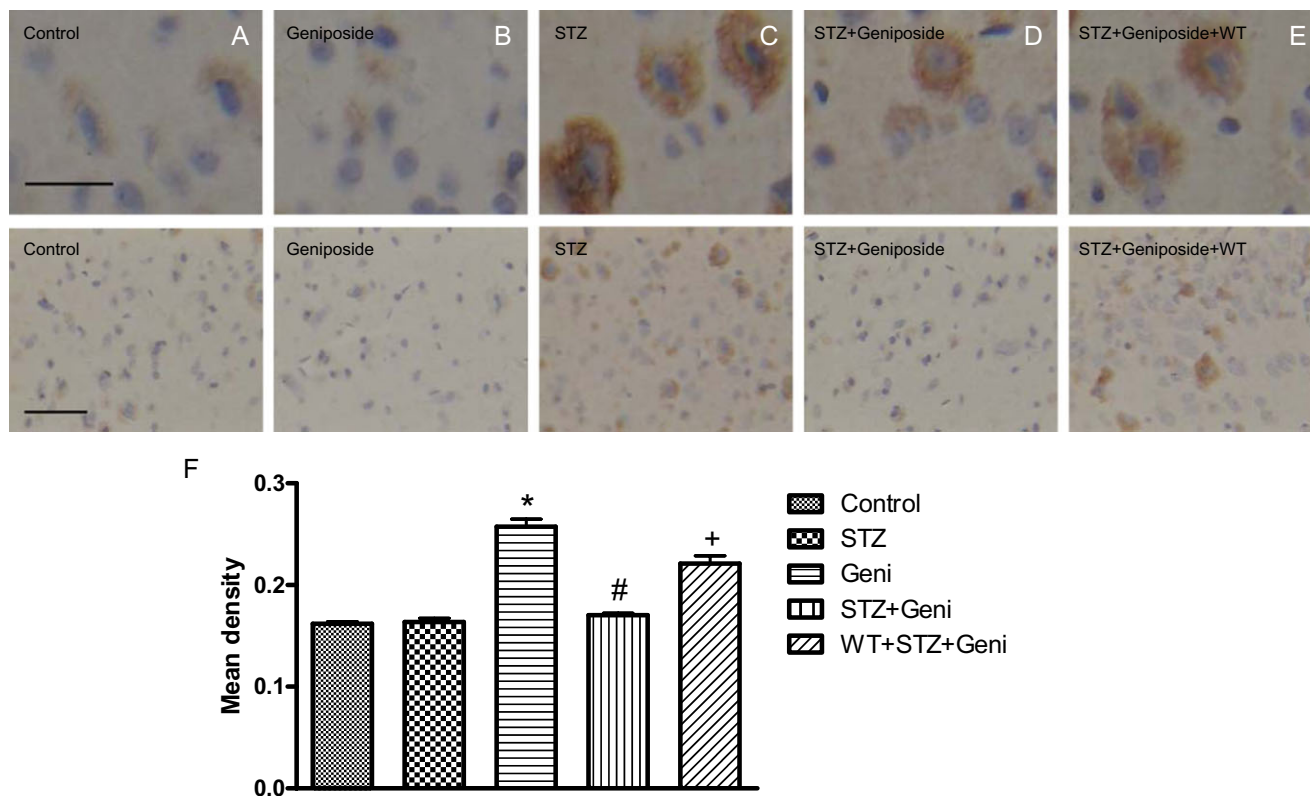 Control A
Geniposide B
STZ C
STZ+Geniposide D
STZ+Geniposide+WT E
Control
Geniposide
STZ
STZ+Geniposide
STZ+Geniposide+WT
F
Mean density
0.3
0.2
0.1
0.0
*
#
+
Control
STZ
Geni
STZ+Geni
WT+STZ+Geni